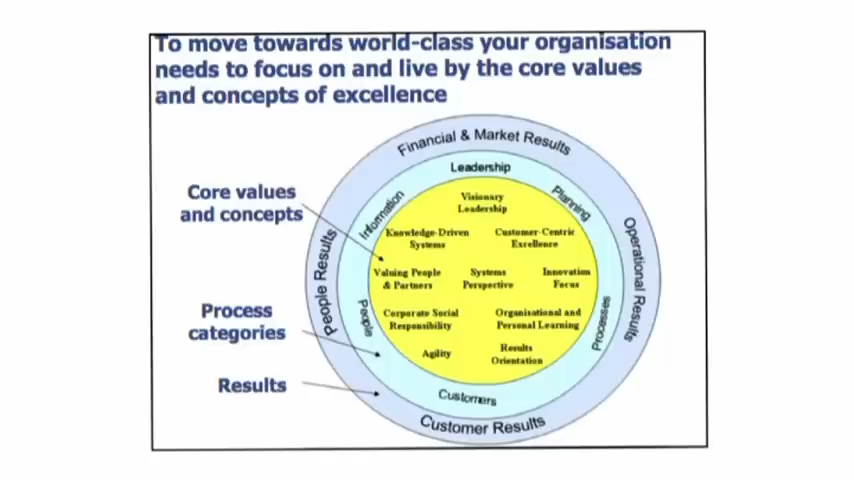 To move towards world-class your organisation
needs to focus on and live by the core values
and concepts of excellence
Financial & Market Results
Leadership
Information
Planning
Visionary
Leadership
Core values
and concepts
Knowledge-Driven
Systems
Customer-Centric
Excellence
People Results
Operational Results
Valuing People
& Partners
Systems
Perspective
Innovation
Focus
Process
categories
People
Corporate Social
Responsibility
Organisational and
Personal Learning
Processes
Agility
Results
Orientation
Results
Customers
Customer Results